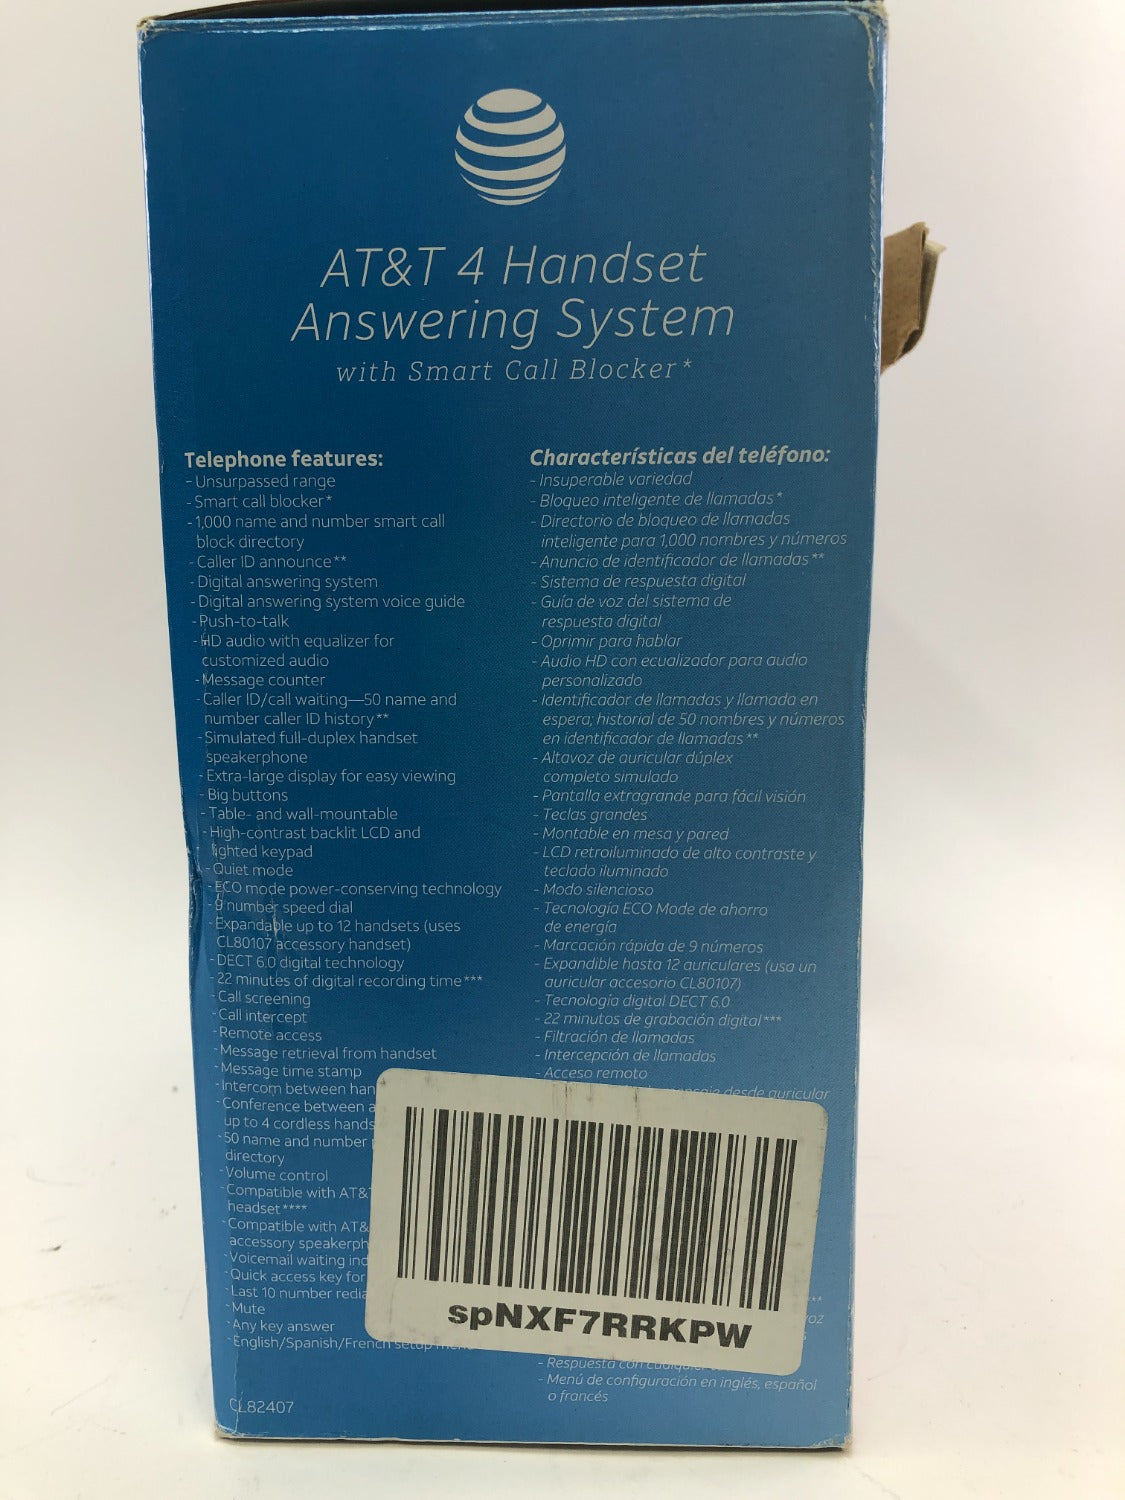 AT&T 4 Handset
Answering System
with Smart Call Blocker*
Telephone features:
- Unsurpassed range
- Smart call blocker*
- 1,000 name and number smart call
block directory
- Caller ID announce**
- Digital answering system
- Digital answering system voice guide
- Push-to-talk
- HD audio with equalizer for
customized audio
- Message counter
- Caller ID/call waiting—50 name and
number caller ID history**
- Simulated full-duplex handset
speakerphone
- Extra-large display for easy viewing
- Big buttons
- Table- and wall-mountable
- High-contrast backlit LCD and
lighted keypad
- Quiet mode
- ECO mode power-conserving technology
- 9 number speed dial
- Expandable up to 12 handsets (uses
CL80107 accessory handset)
- DECT 6.0 digital technology
- 22 minutes of digital recording time***
- Call screening
- Call intercept
- Remote access
- Message retrieval from handset
- Message time stamp
- Intercom between han
- Conference between a
up to 4 cordless hands
- 50 name and number
directory
- Volume control
- Compatible with AT&T
headset****
- Compatible with AT&
accessory speakerph
- Voicemail waiting ind
- Quick access key for
- Last 10 number redia
- Mute
- Any key answer
- English/Spanish/French setup menu
CL82407
Características del teléfono:
- Insuperable variedad
- Bloqueo inteligente de llamadas*
- Directorio de bloqueo de llamadas
inteligente para 1,000 nombres y números
- Anuncio de identificador de llamadas**
- Sistema de respuesta digital
- Guía de voz del sistema de
respuesta digital
- Oprimir para hablar
- Audio HD con ecualizador para audio
personalizado
- Identificador de llamadas y llamada en
espera; historial de 50 nombres y números
en identificador de llamadas**
- Altavoz de auricular dúplex
completo simulado
- Pantalla extragrande para fácil visión
- Teclas grandes
- Montable en mesa y pared
- LCD retroiluminado de alto contraste y
teclado iluminado
- Modo silencioso
- Tecnología ECO Mode de ahorro
de energía
- Marcación rápida de 9 números
- Expandible hasta 12 auriculares (usa un
auricular accesorio CL80107)
- Tecnología digital DECT 6.0
- 22 minutos de grabación digital***
- Filtración de llamadas
- Intercepción de llamadas
- Acceso remoto
desde auricular
***
voz
s
- Respuesta con
- Menú de configuración en inglés, español
o francés
spNXF7RRKPW